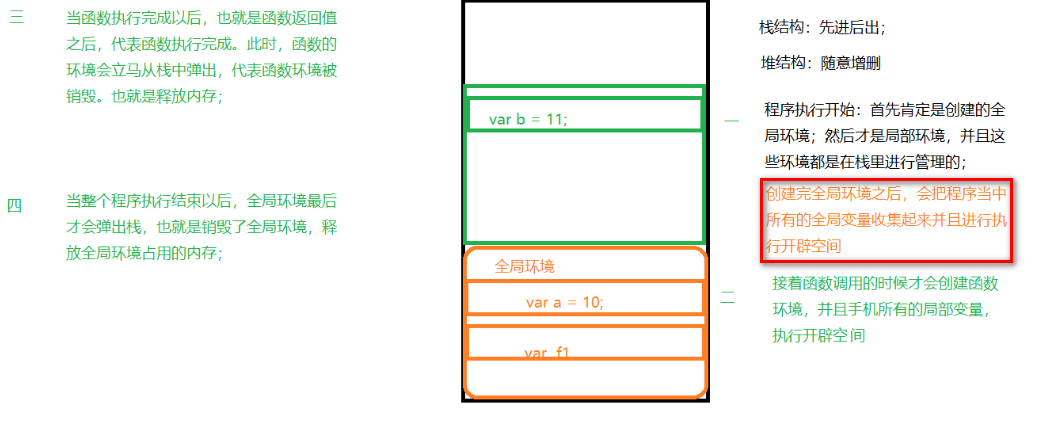 三
当函数执行完成以后，也就是函数返回值
之后，代表函数执行完成。此时，函数的
环境会立马从栈中弹出，代表函数环境被
销毁。也就是释放内存；
四
当整个程序执行结束以后，全局环境最后
才会弹出栈，也就是销毁了全局环境，释
放全局环境占用的内存；
var b = 11;
全局环境
var a = 10;
var f1
栈结构：先进后出；
堆结构：随意增删
一
程序执行开始：首先肯定是创建的全
局环境；然后才是局部环境，并且这
些环境都是在栈里进行管理的；
创建完全局环境之后，会把程序当中
所有的全局变量收集起来并且进行执
行开辟空间
二
接着函数调用的时候才会创建函数
环境，并且手机所有的局部变量，
执行开辟空间